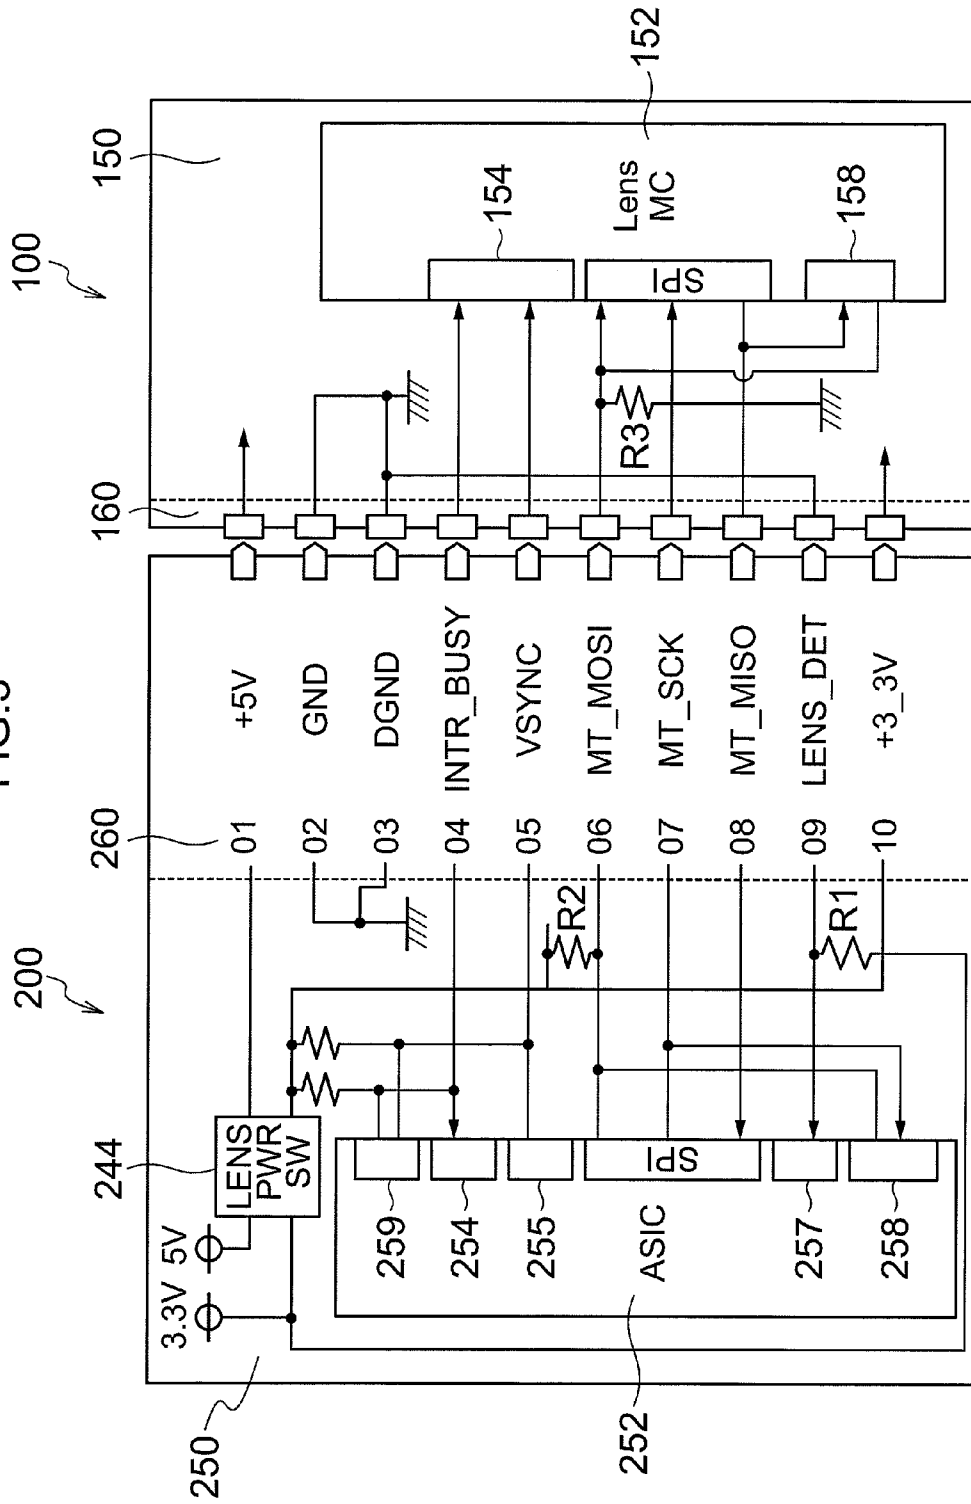 FIG.3
100
200
150
152
160
260
250
244
3.3V
5V
LENS
PWR
SW
01 +5V
02 GND
03 DGND
04 INTR_BUSY
05 VSYNC
06 MT_MOSI
07 MT_SCK
08 MT_MISO
09 LENS_DET
10 +3_3V
R2
R1
R3
259
254
255
SPI
257
258
ASIC
252
154
Lens
MC
SPI
158